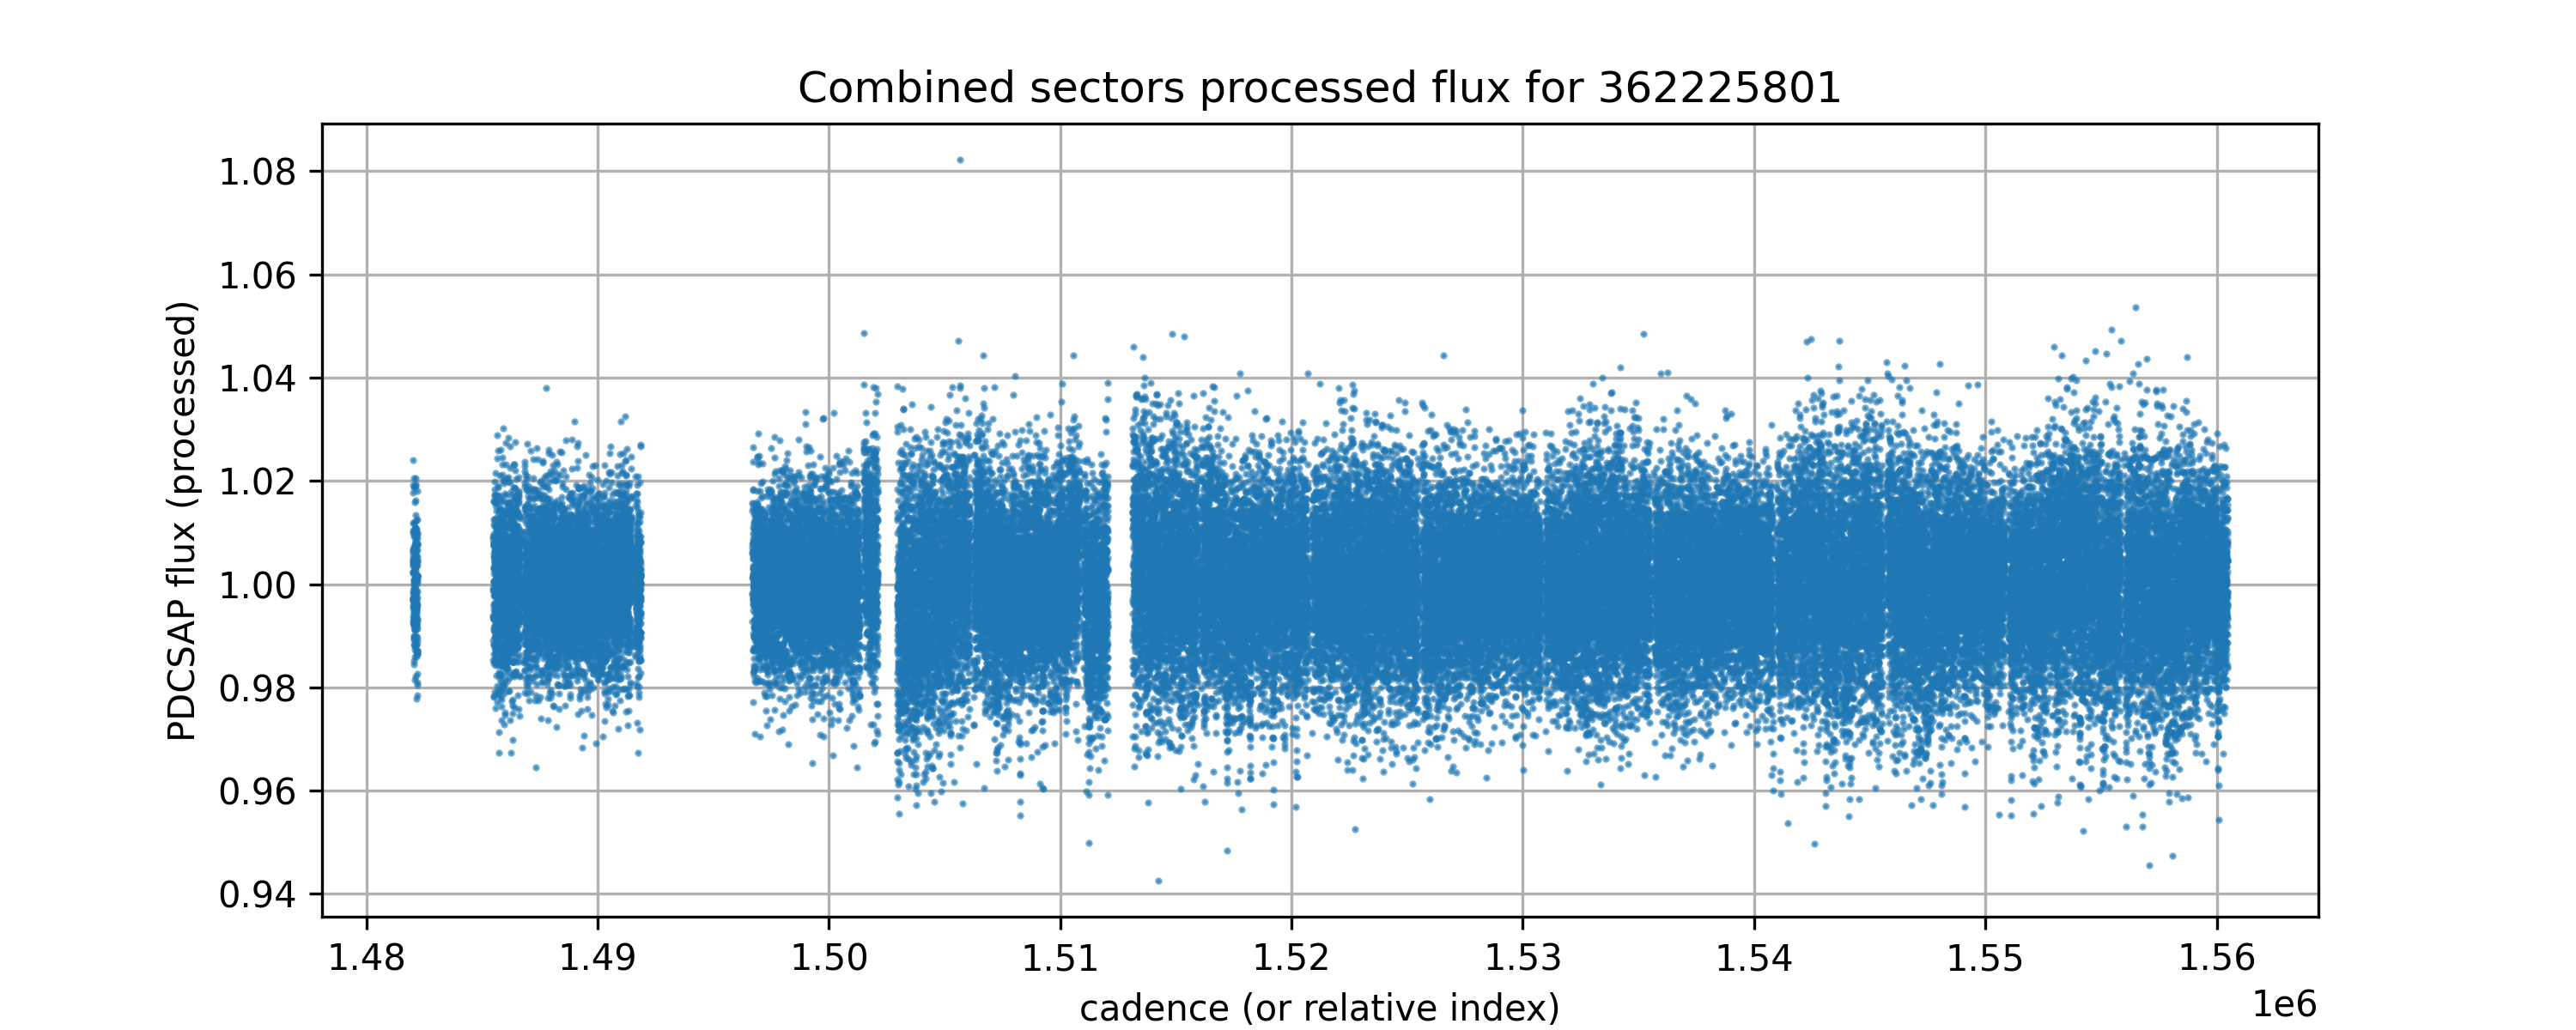 Combined sectors processed flux for 362225801
PDCSAP flux (processed)
1.08
1.06
1.04
1.02
1.00
0.98
0.96
0.94
1.48 1.49 1.50 1.51 1.52 1.53 1.54 1.55 1.56
1e6
cadence (or relative index)